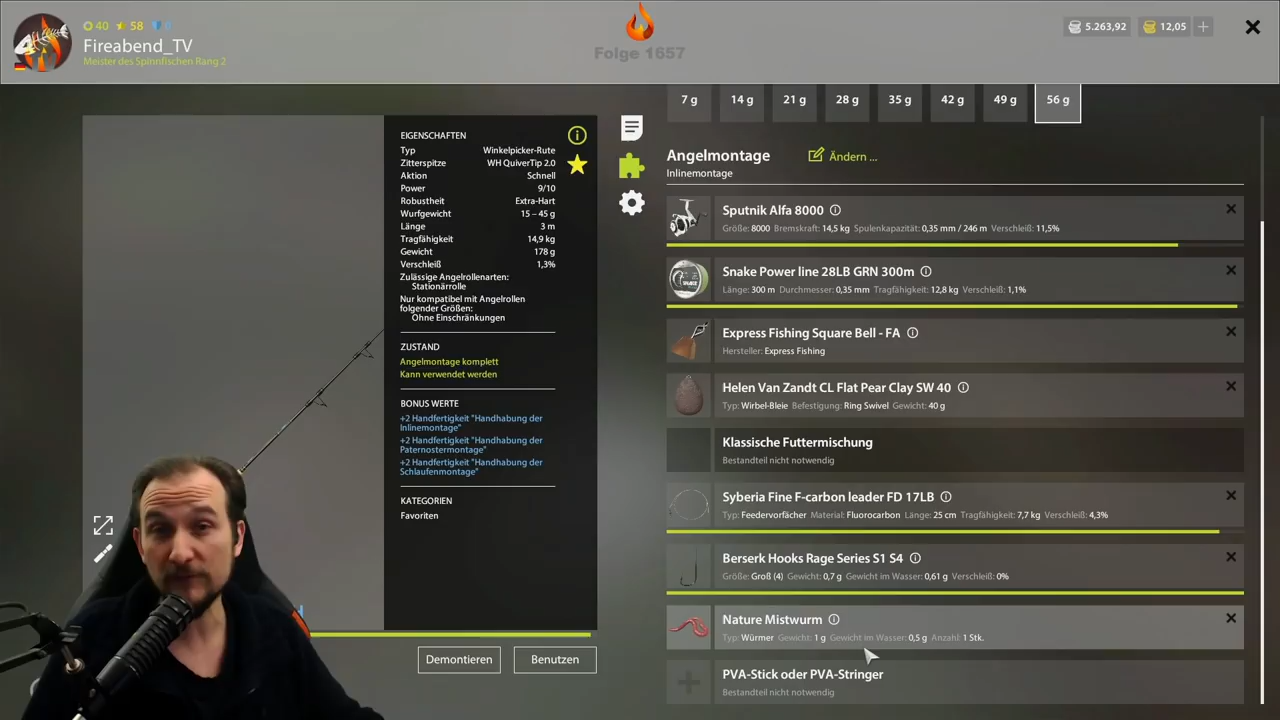 40 58 0
Fireabend_TV
Meister des Spinnfischen Rang 2
Folge 1657
5.263,92 12,05
7 g 14 g 21 g 28 g 35 g 42 g 49 g 56 g
EIGENSCHAFTEN
Typ Winkelpicker-Rute
Zitterspitze WH QuiverTip 2.0
Aktion Schnell
Power 9/10
Robustheit Extra-Hart
Wurfgewicht 15 – 45 g
Länge 3 m
Tragfähigkeit 14,9 kg
Gewicht 178 g
Verschleiß 1,3%
Zulässige Angelrollenarten:
Stationärrolle
Nur kompatibel mit Angelrollen
folgender Größen:
Ohne Einschränkungen
ZUSTAND
Angelmontage komplett
Kann verwendet werden
BONUS WERTE
+2 Handfertigkeit "Handhabung der
Inlinemontage"
+2 Handfertigkeit "Handhabung der
Paternostermontage"
+2 Handfertigkeit "Handhabung der
Schlaufenmontage"
KATEGORIEN
Favoriten
Demontieren Benutzen
Angelmontage Ändern ...
Inlinemontage
Sputnik Alfa 8000
Größe: 8000 Bremskraft: 14,5 kg Spulenkapazität: 0,35 mm / 246 m Verschleiß: 11,5%
Snake Power line 28LB GRN 300m
Länge: 300 m Durchmesser: 0,35 mm Tragfähigkeit: 12,8 kg Verschleiß: 1,1%
Express Fishing Square Bell - FA
Hersteller: Express Fishing
Helen Van Zandt CL Flat Pear Clay SW 40
Typ: Wirbel-Bleie Befestigung: Ring Swivel Gewicht: 40 g
Klassische Futtermischung
Bestandteil nicht notwendig
Syberia Fine F-carbon leader FD 17LB
Typ: Feedervorfächer Material: Fluorocarbon Länge: 25 cm Tragfähigkeit: 7,7 kg Verschleiß: 4,3%
Berserk Hooks Rage Series S1 S4
Größe: Groß (4) Gewicht: 0,7 g Gewicht im Wasser: 0,61 g Verschleiß: 0%
Nature Mistwurm
Typ: Würmer Gewicht: 1 g Gewicht im Wasser: 0,5 g Anzahl: 1 Stk.
PVA-Stick oder PVA-Stringer
Bestandteil nicht notwendig